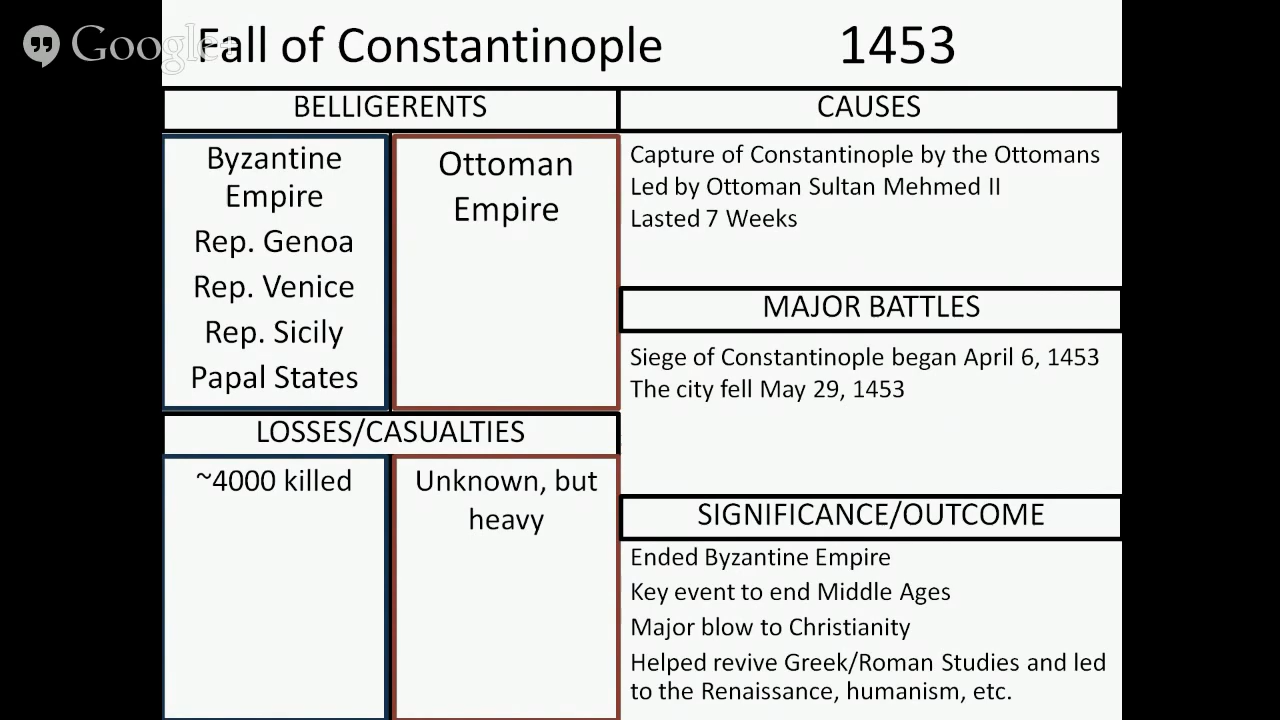 Google+
Fall of Constantinople 1453
BELLIGERENTS
Byzantine
Empire
Rep. Genoa
Rep. Venice
Rep. Sicily
Papal States
Ottoman
Empire
LOSSES/CASUALTIES
~4000 killed
Unknown, but
heavy
CAUSES
Capture of Constantinople by the Ottomans
Led by Ottoman Sultan Mehmed II
Lasted 7 Weeks
MAJOR BATTLES
Siege of Constantinople began April 6, 1453
The city fell May 29, 1453
SIGNIFICANCE/OUTCOME
Ended Byzantine Empire
Key event to end Middle Ages
Major blow to Christianity
Helped revive Greek/Roman Studies and led
to the Renaissance, humanism, etc.